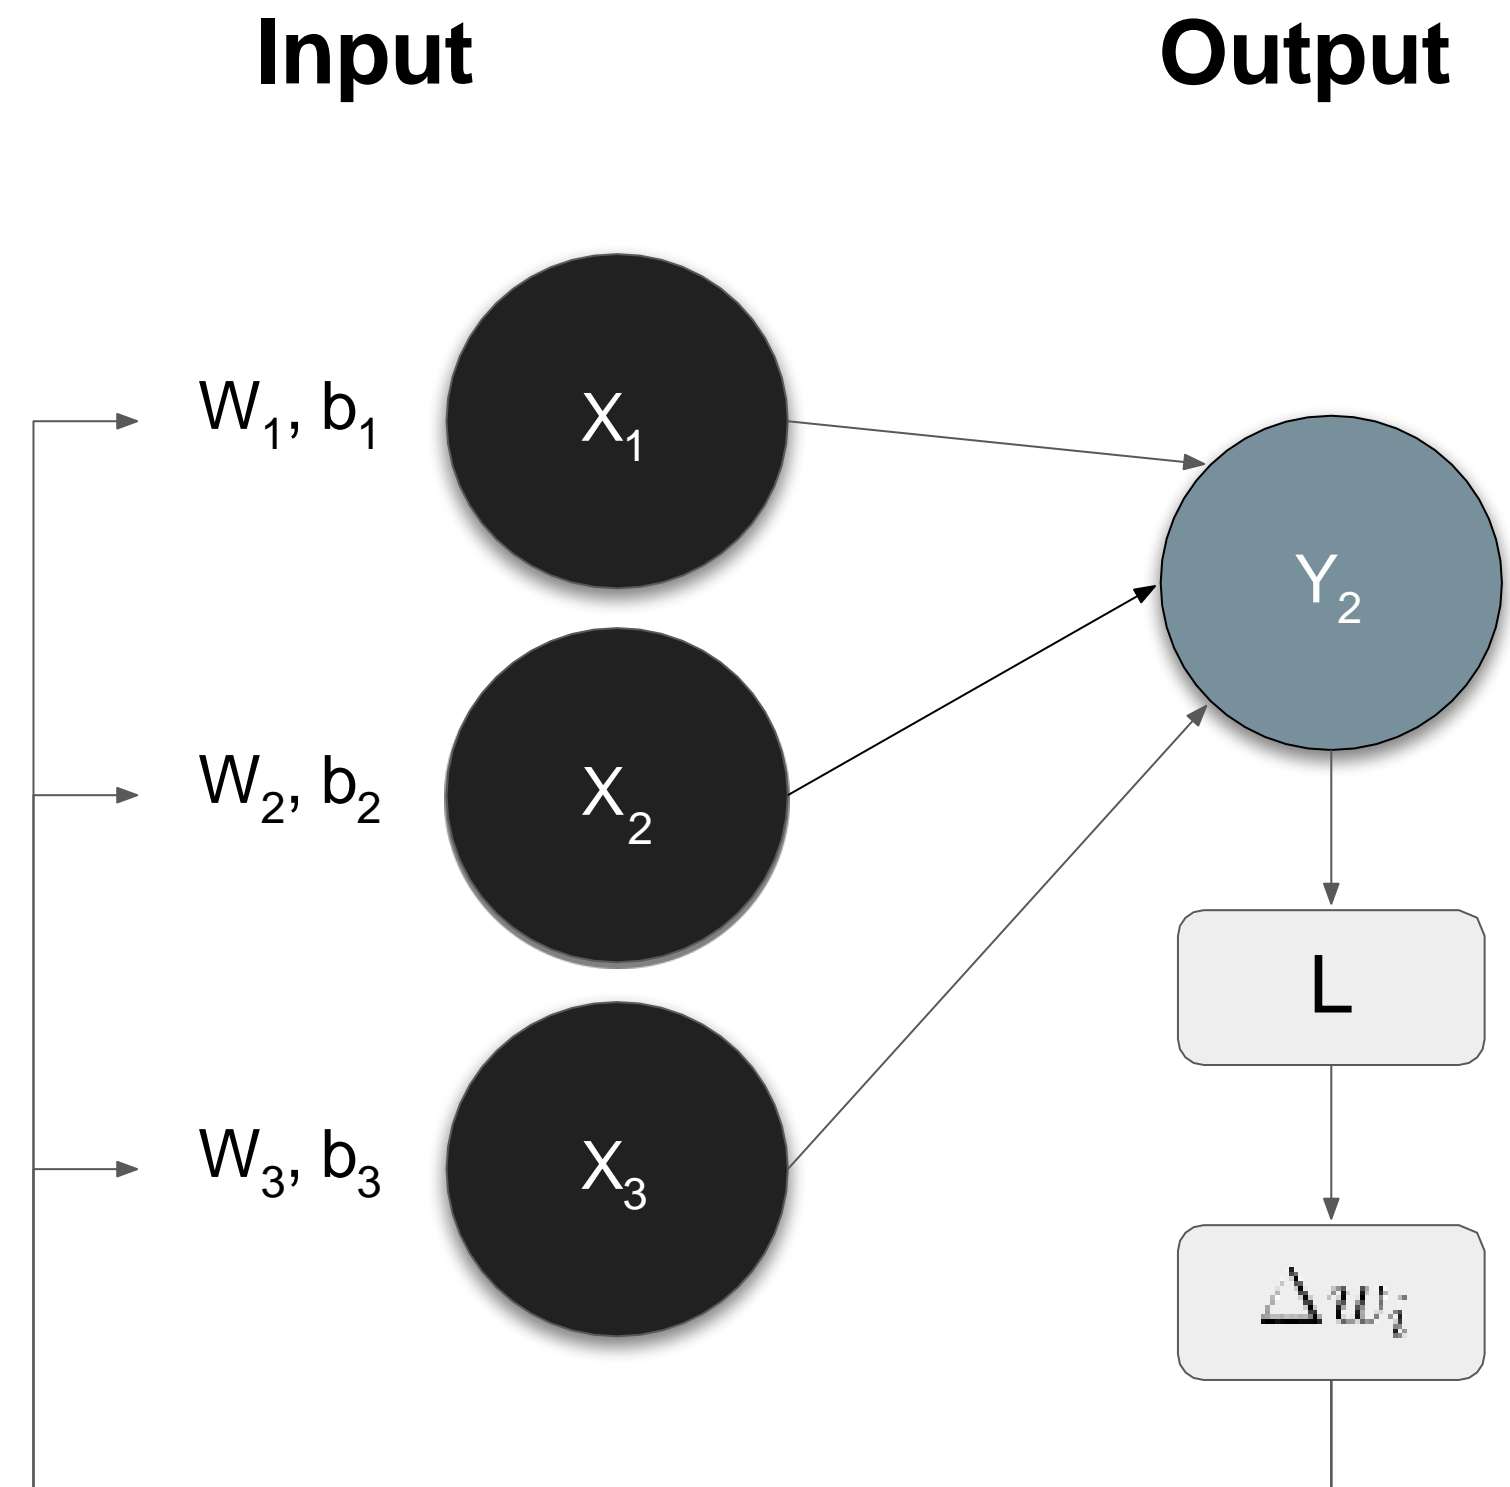 Input Output
W₁, b₁ X₁
Y₂
W₂, b₂ X₂
L
W₃, b₃ X₃
Δwᵢ